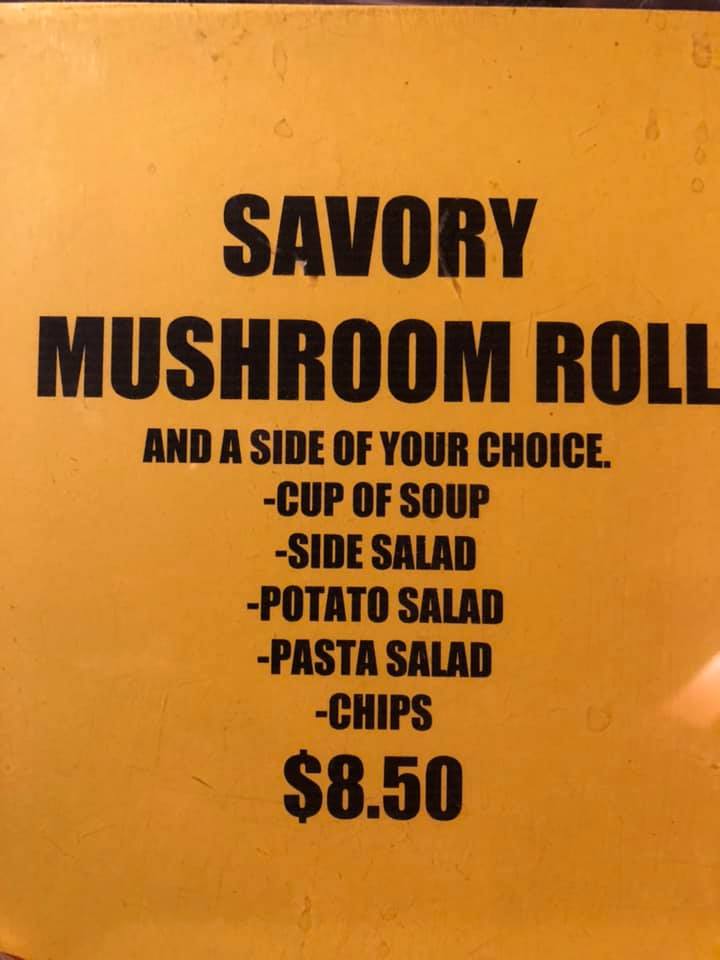 SAVORY
MUSHROOM ROLL
AND A SIDE OF YOUR CHOICE.
-CUP OF SOUP
-SIDE SALAD
-POTATO SALAD
-PASTA SALAD
-CHIPS
$8.50